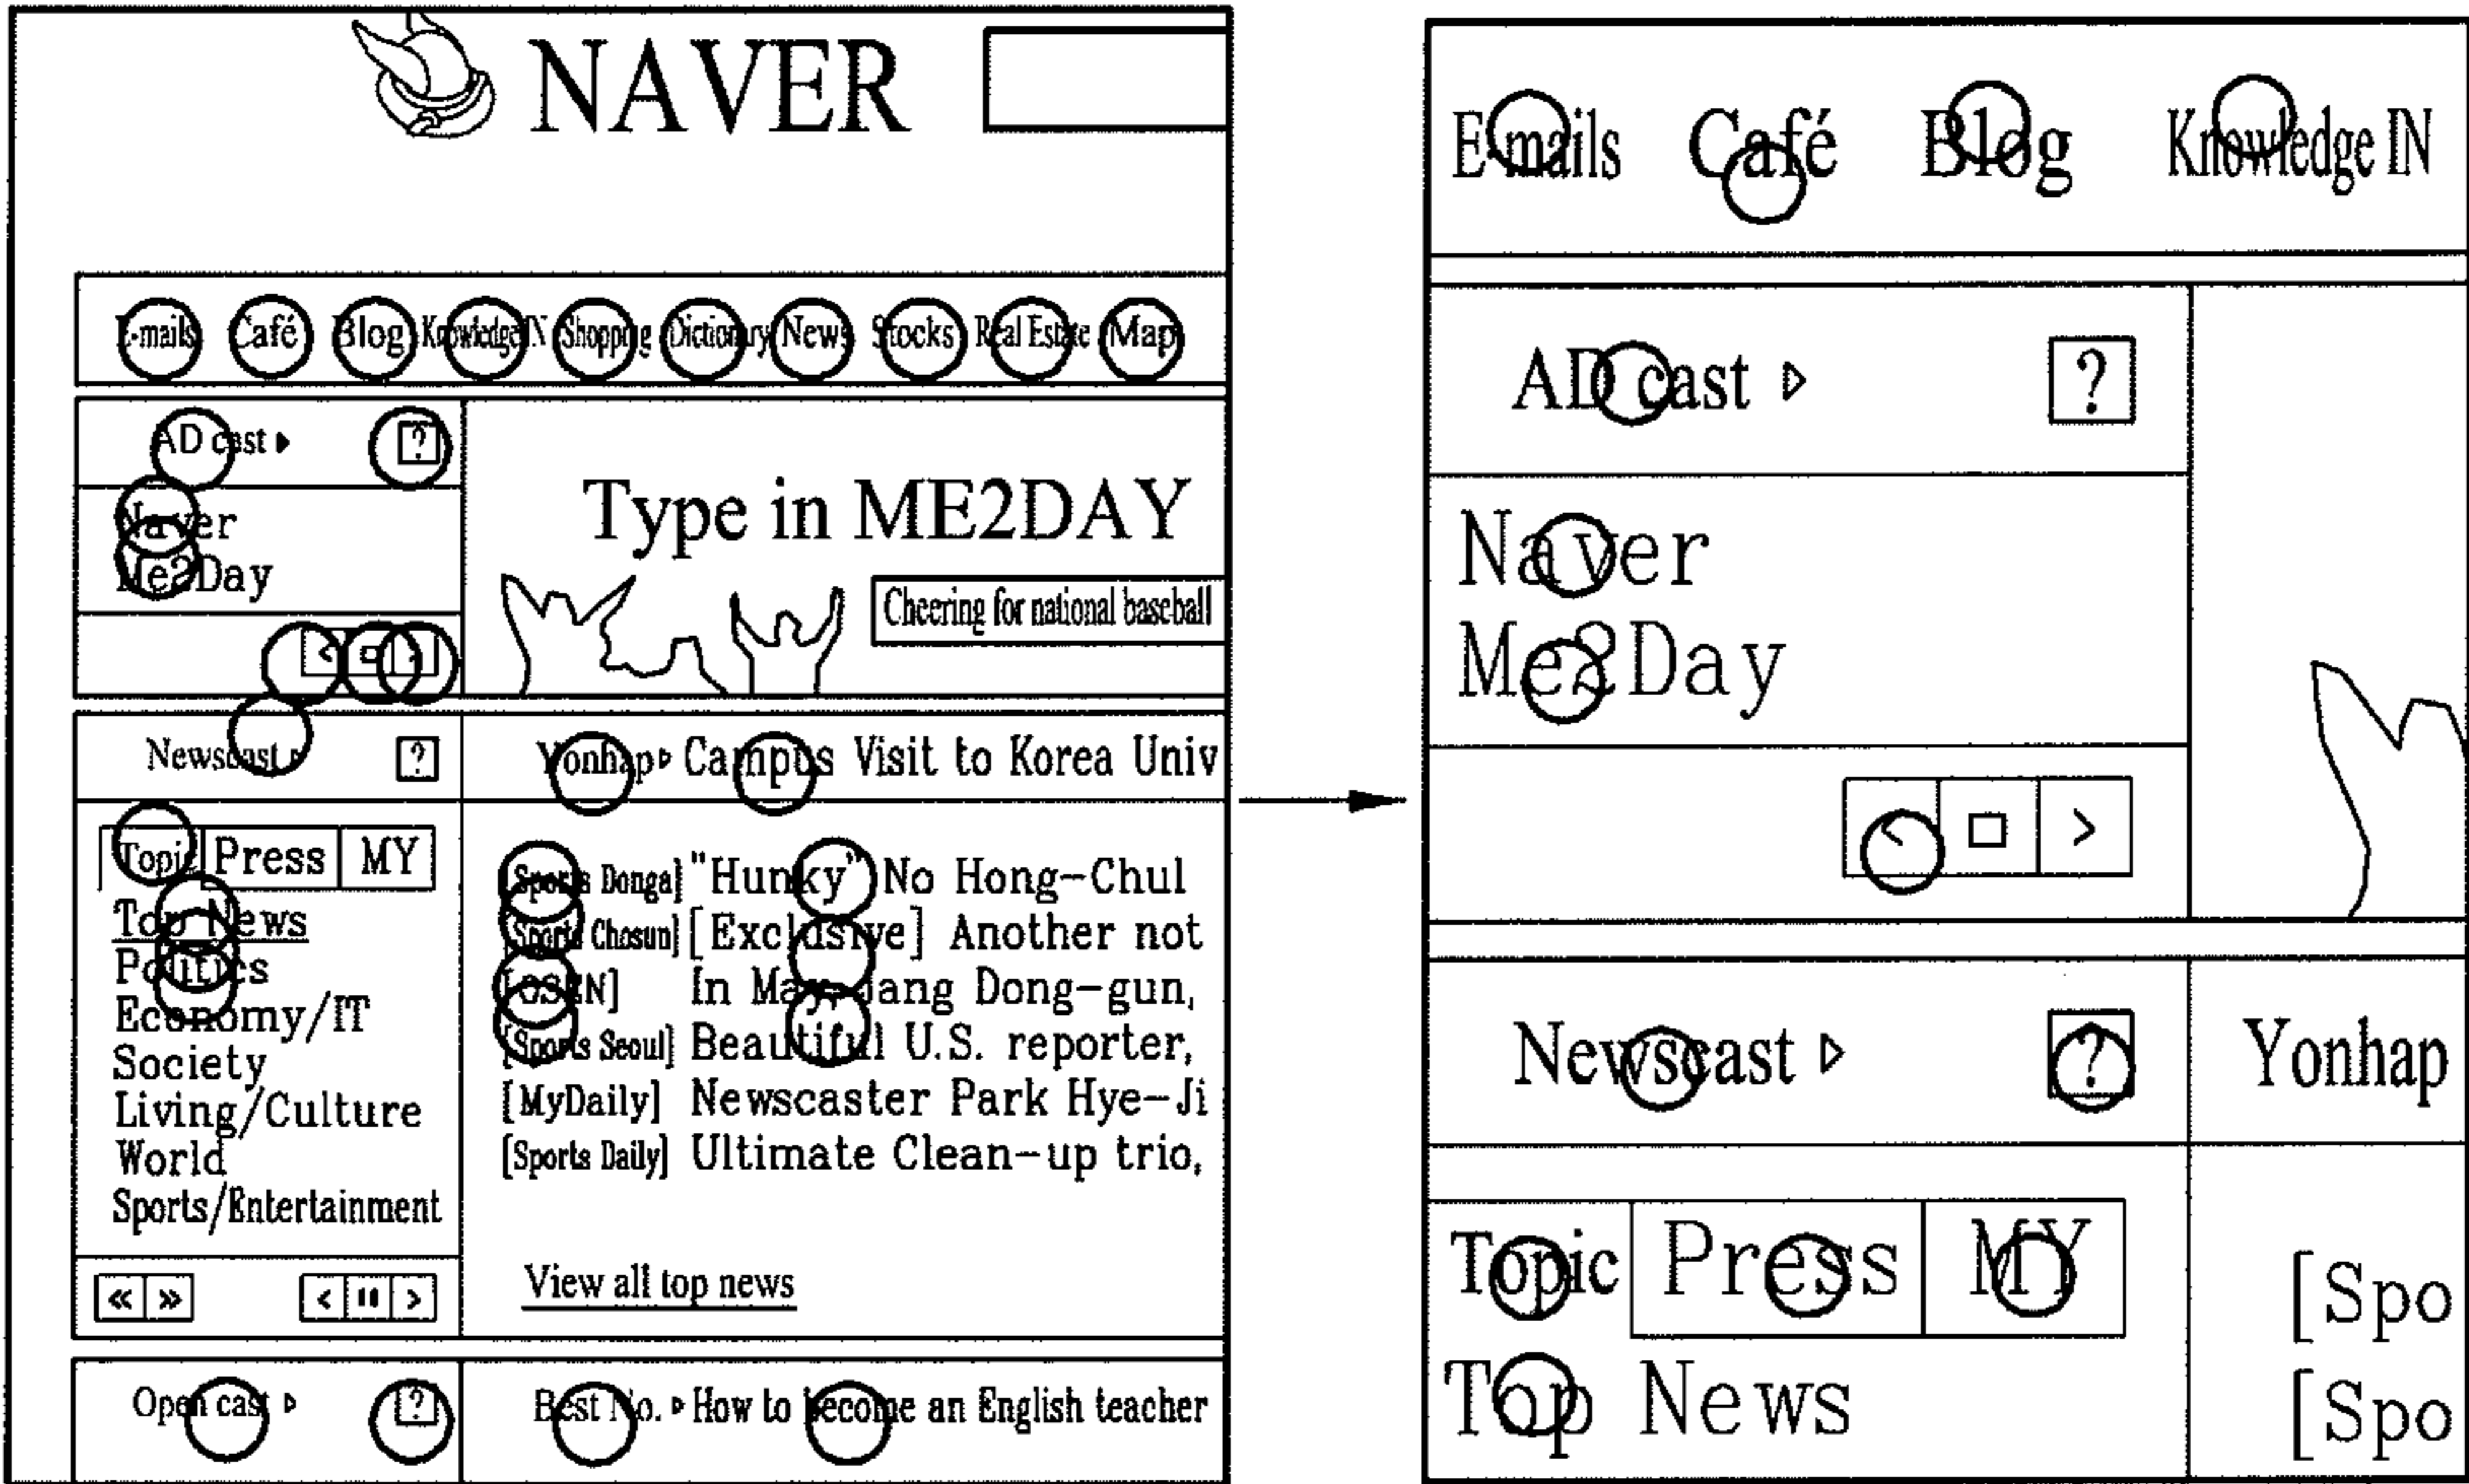 NAVER
E-mails Café Blog Knowledge IN Shopping Dictionary News Stocks Real Estate Map
AD cast ▸ ?
Naver
Me2Day
< □ >
Type in ME2DAY
Cheering for national baseball
Newscast ▹ ?
Yonhap ▹ Campus Visit to Korea Univ
Topic Press MY
Top News
Politics
Economy/IT
Society
Living/Culture
World
Sports/Entertainment
« » < ıı >
[Sports Donga] "Hunky" No Hong-Chul
[Sports Chosun] [Exclusive] Another not
[OSEN] In May, Jang Dong-gun,
[Sports Seoul] Beautiful U.S. reporter,
[MyDaily] Newscaster Park Hye-Ji
[Sports Daily] Ultimate Clean-up trio,
View all top news
Open cast ▹ ?
Best No. ▹ How to become an English teacher
E-mails Café Blog Knowledge IN
AD cast ▹ ?
Naver
Me2Day
< □ >
Newscast ▹ ? Yonhap
Topic Press MY
[Spo
Top News
[Spo